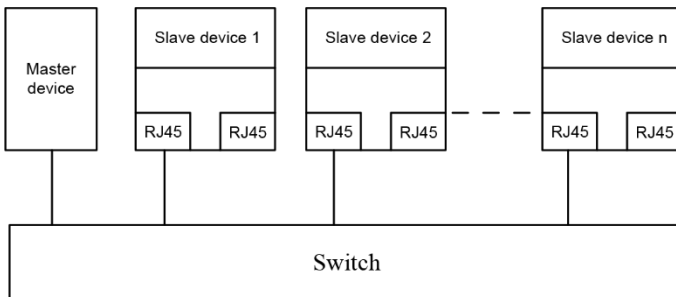 Master
device
Slave device 1
Slave device 2
Slave device n
RJ45
RJ45
RJ45
RJ45
RJ45
RJ45
Switch